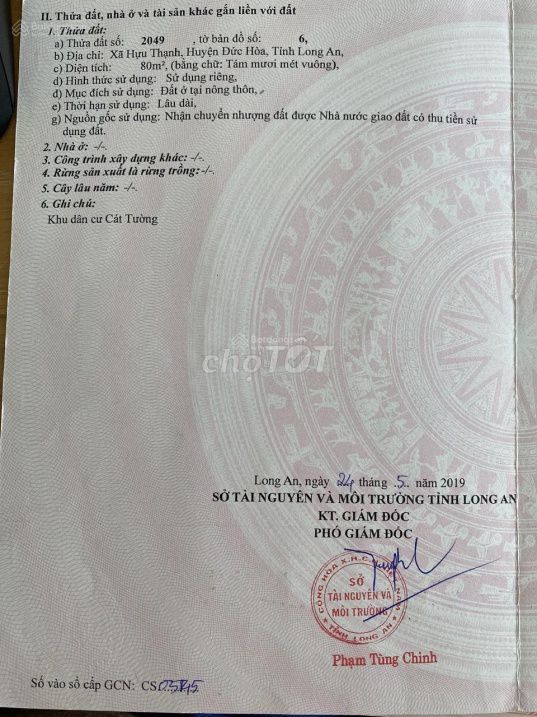 II. Thửa đất, nhà ở và tài sản khác gắn liền với đất
1. Thửa đất:
a) Thửa đất số: 2049 , tờ bản đồ số: 6,
b) Địa chỉ: Xã Hựu Thạnh, Huyện Đức Hòa, Tỉnh Long An,
c) Diện tích: 80m², (bằng chữ: Tám mươi mét vuông),
d) Hình thức sử dụng: Sử dụng riêng,
đ) Mục đích sử dụng: Đất ở tại nông thôn,
e) Thời hạn sử dụng: Lâu dài,
g) Nguồn gốc sử dụng: Nhận chuyển nhượng đất được Nhà nước giao đất có thu tiền sử
dụng đất.
2. Nhà ở: -/-.
3. Công trình xây dựng khác: -/-.
4. Rừng sản xuất là rừng trồng: -/-.
5. Cây lâu năm: -/-.
6. Ghi chú:
Khu dân cư Cát Tường
chợTỐT
Long An, ngày 24 tháng .5. năm 2019
SỞ TÀI NGUYÊN VÀ MÔI TRƯỜNG TỈNH LONG AN
KT. GIÁM ĐỐC
PHÓ GIÁM ĐỐC
SỞ
TÀI NGUYÊN VÀ
MÔI TRƯỜNG
TỈNH LONG AN
Phạm Tùng Chinh
Số vào sổ cấp GCN: CS